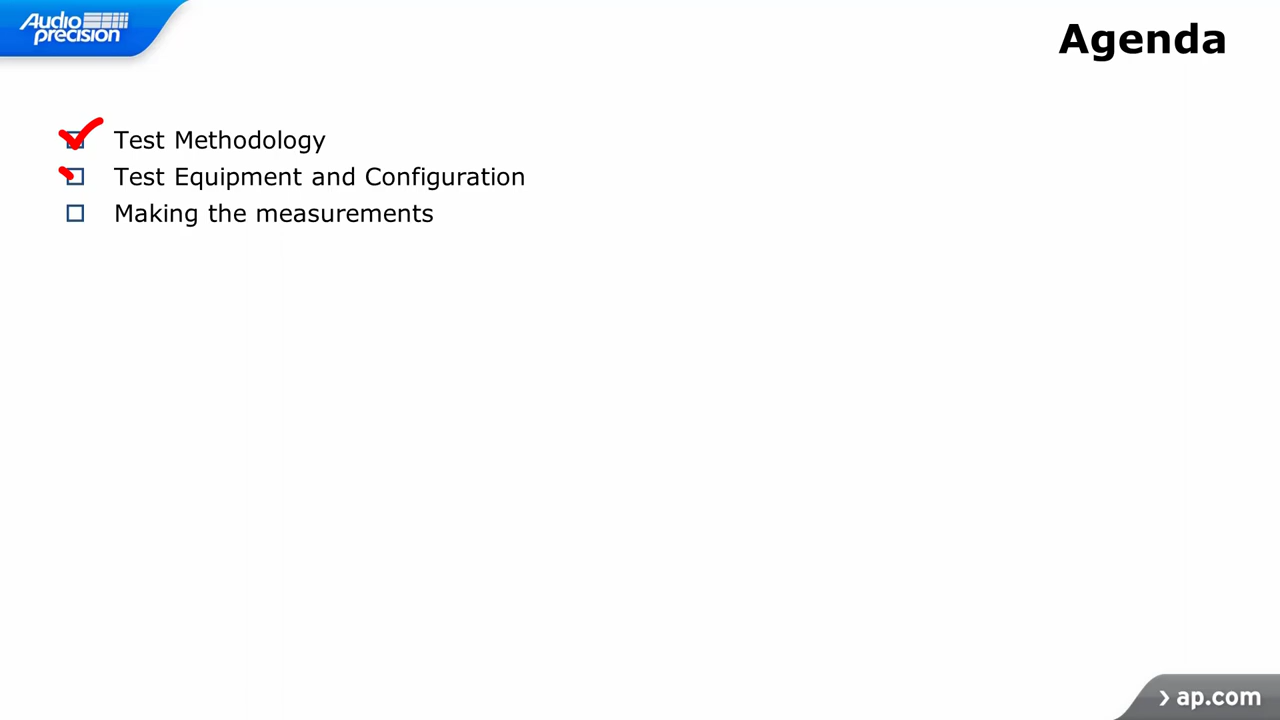 Audio
precision
Agenda
Test Methodology
Test Equipment and Configuration
Making the measurements
ap.com